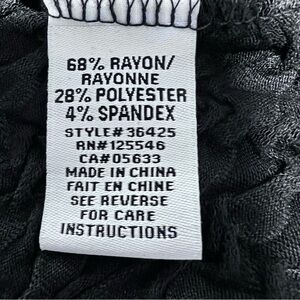 68% RAYON/
RAYONNE
28% POLYESTER
4% SPANDEX
STYLE# 36425
RN# 125546
CA# 05633
MADE IN CHINA
FAIT EN CHINE
SEE REVERSE
FOR CARE
INSTRUCTIONS